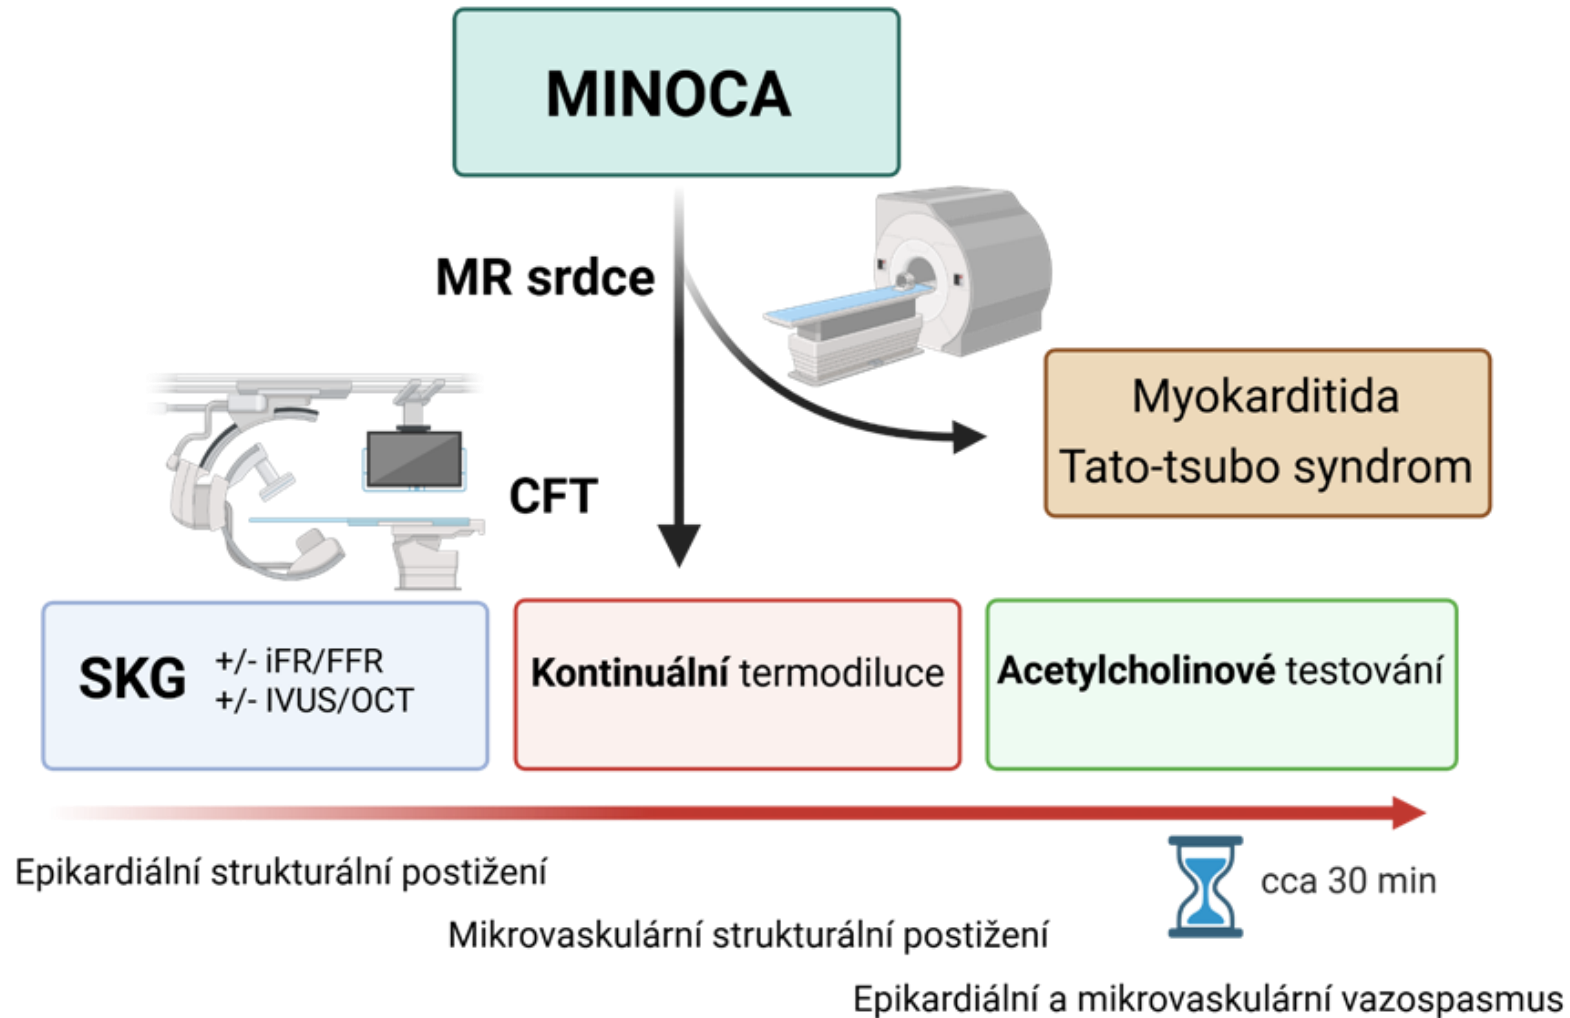 MINOCA
MR srdce
Myokarditida
Tato-tsubo syndrom
CFT
SKG
+/- iFR/FFR
+/- IVUS/OCT
Kontinuální termodiluce
Acetylcholinové testování
Epikardiální strukturální postižení
cca 30 min
Mikrovaskulární strukturální postižení
Epikardiální a mikrovaskulární vazospasmus